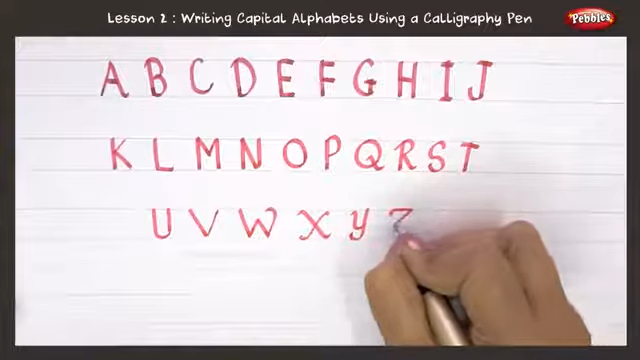 Lesson 2 : Writing Capital Alphabets Using a Calligraphy Pen
Pebbles
A B C D E F G H I J
K L M N O P Q R S T
U V W X Y Z